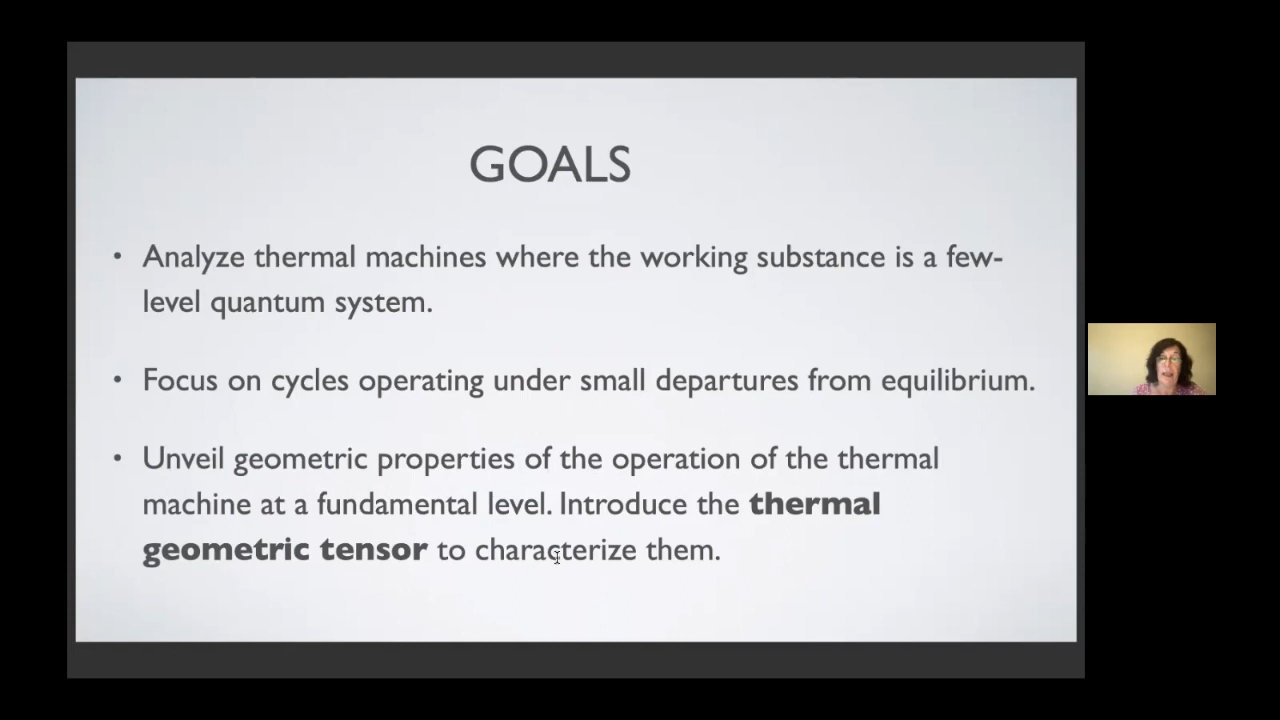 GOALS
• Analyze thermal machines where the working substance is a few-
level quantum system.
• Focus on cycles operating under small departures from equilibrium.
• Unveil geometric properties of the operation of the thermal
machine at a fundamental level. Introduce the thermal
geometric tensor to characterize them.